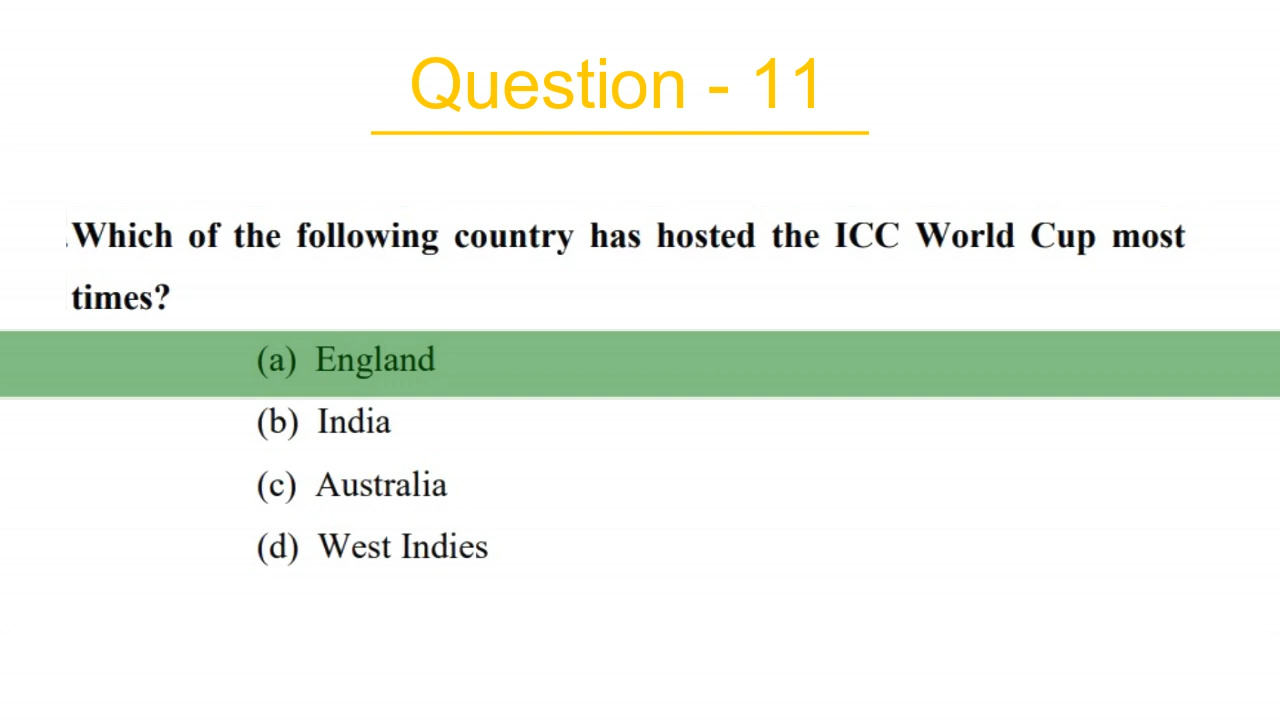 Question - 11
.Which of the following country has hosted the ICC World Cup most
times?
(a) England
(b) India
(c) Australia
(d) West Indies